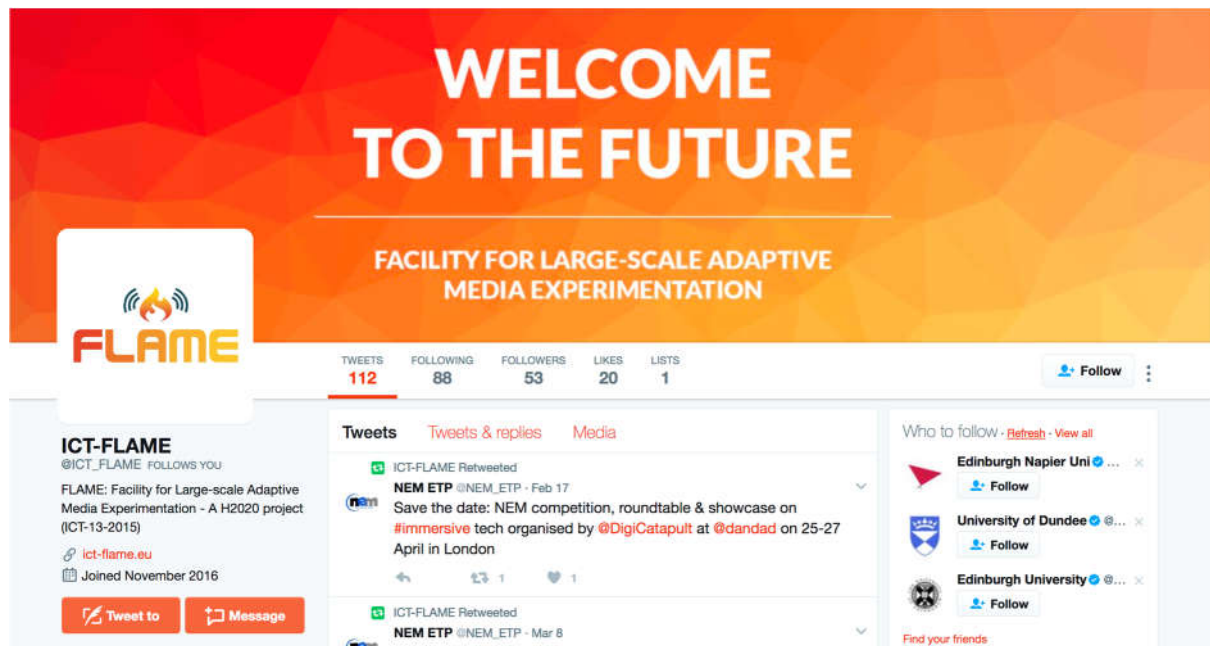 WELCOME
TO THE FUTURE
FACILITY FOR LARGE-SCALE ADAPTIVE
MEDIA EXPERIMENTATION
FLAME
TWEETS FOLLOWING FOLLOWERS LIKES LISTS
112 88 53 20 1
Follow
ICT-FLAME
@ICT_FLAME FOLLOWS YOU
FLAME: Facility for Large-scale Adaptive
Media Experimentation - A H2020 project
(ICT-13-2015)
ict-flame.eu
Joined November 2016
Tweet to Message
Tweets Tweets & replies Media
ICT-FLAME Retweeted
nem
NEM ETP @NEM_ETP · Feb 17
Save the date: NEM competition, roundtable & showcase on
#immersive tech organised by @DigiCatapult at @dandad on 25-27
April in London
1 1
ICT-FLAME Retweeted
NEM ETP @NEM_ETP · Mar 8
Who to follow · Refresh · View all
Edinburgh Napier Uni ...
Follow
University of Dundee @...
Follow
Edinburgh University @...
Follow
Find your friends